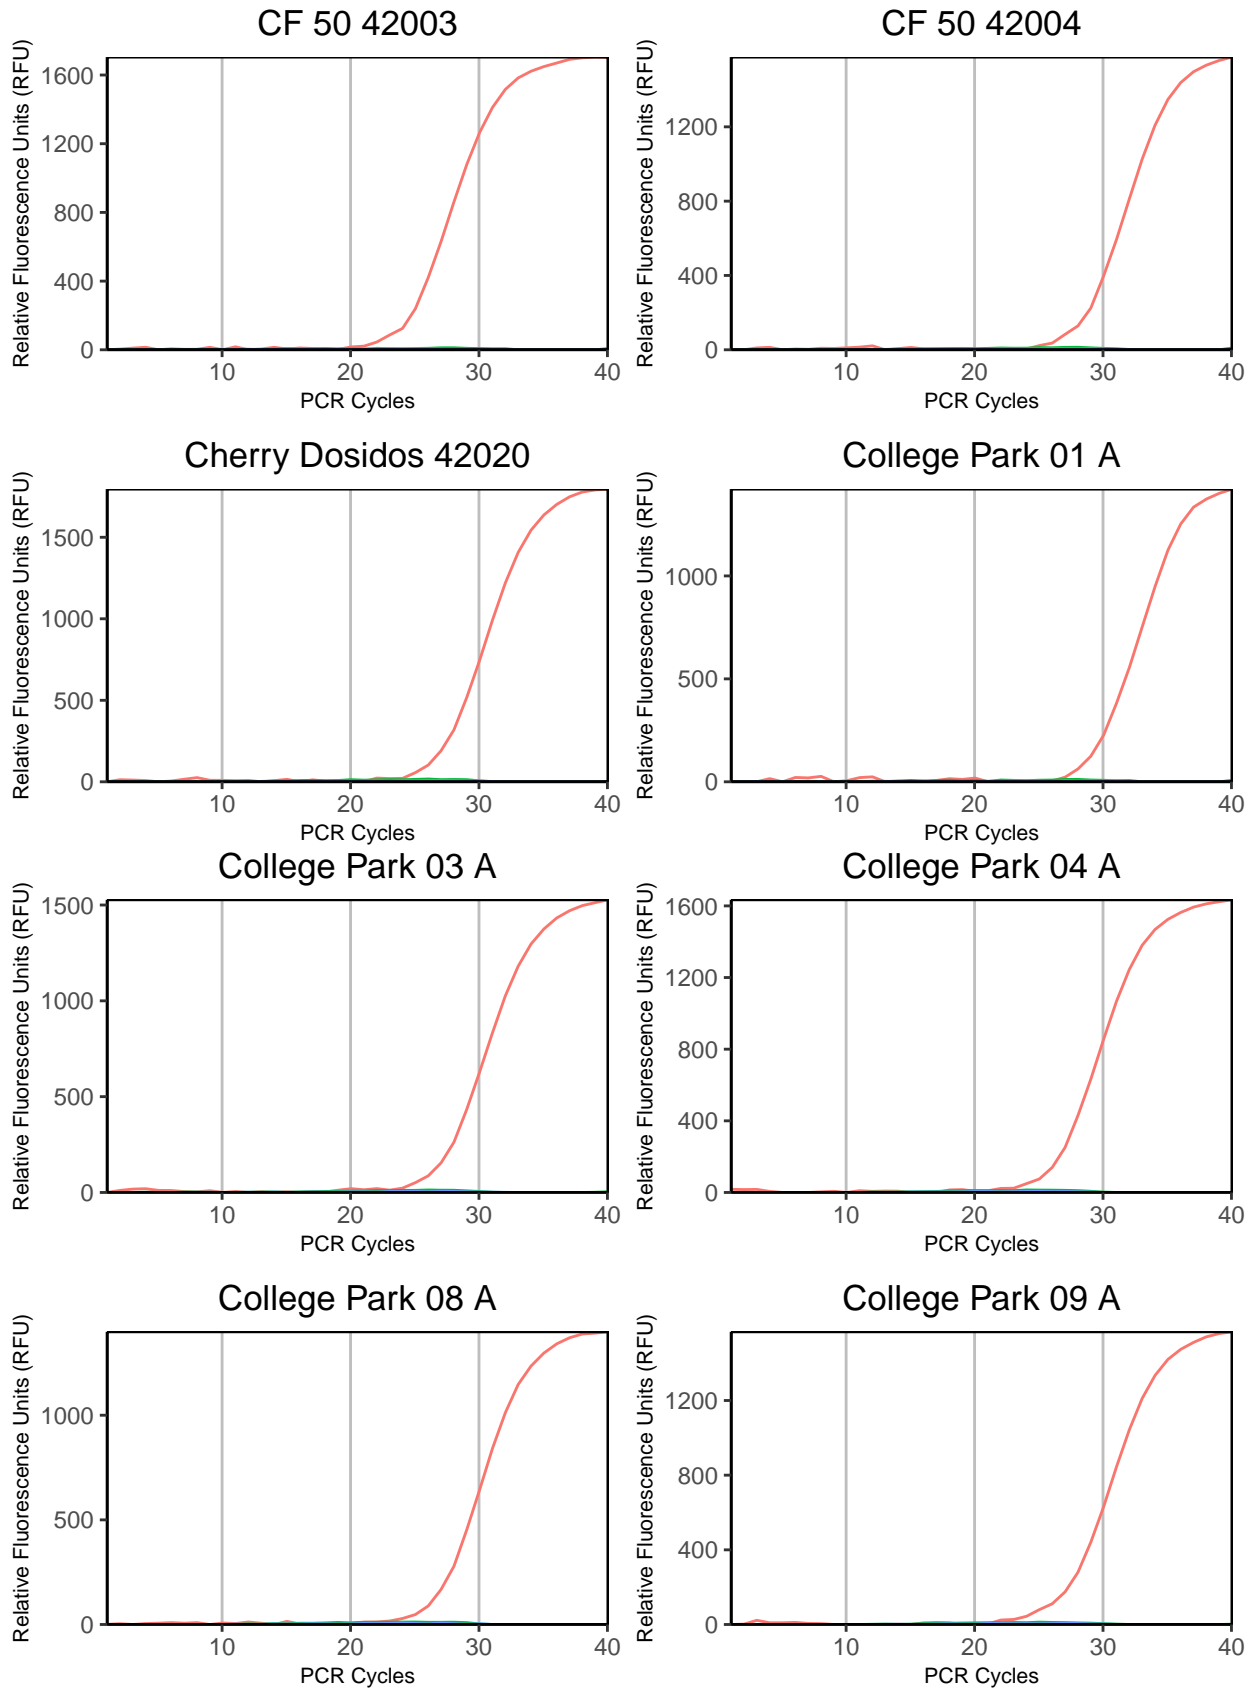 CF 50 42003
Relative Fluorescence Units (RFU)
1600
1200
800
400
0
10 20 30 40
PCR Cycles
CF 50 42004
Relative Fluorescence Units (RFU)
1200
800
400
0
10 20 30 40
PCR Cycles
Cherry Dosidos 42020
Relative Fluorescence Units (RFU)
1500
1000
500
0
10 20 30 40
PCR Cycles
College Park 01 A
Relative Fluorescence Units (RFU)
1000
500
0
10 20 30 40
PCR Cycles
College Park 03 A
Relative Fluorescence Units (RFU)
1500
1000
500
0
10 20 30 40
PCR Cycles
College Park 04 A
Relative Fluorescence Units (RFU)
1600
1200
800
400
0
10 20 30 40
PCR Cycles
College Park 08 A
Relative Fluorescence Units (RFU)
1000
500
0
10 20 30 40
PCR Cycles
College Park 09 A
Relative Fluorescence Units (RFU)
1200
800
400
0
10 20 30 40
PCR Cycles